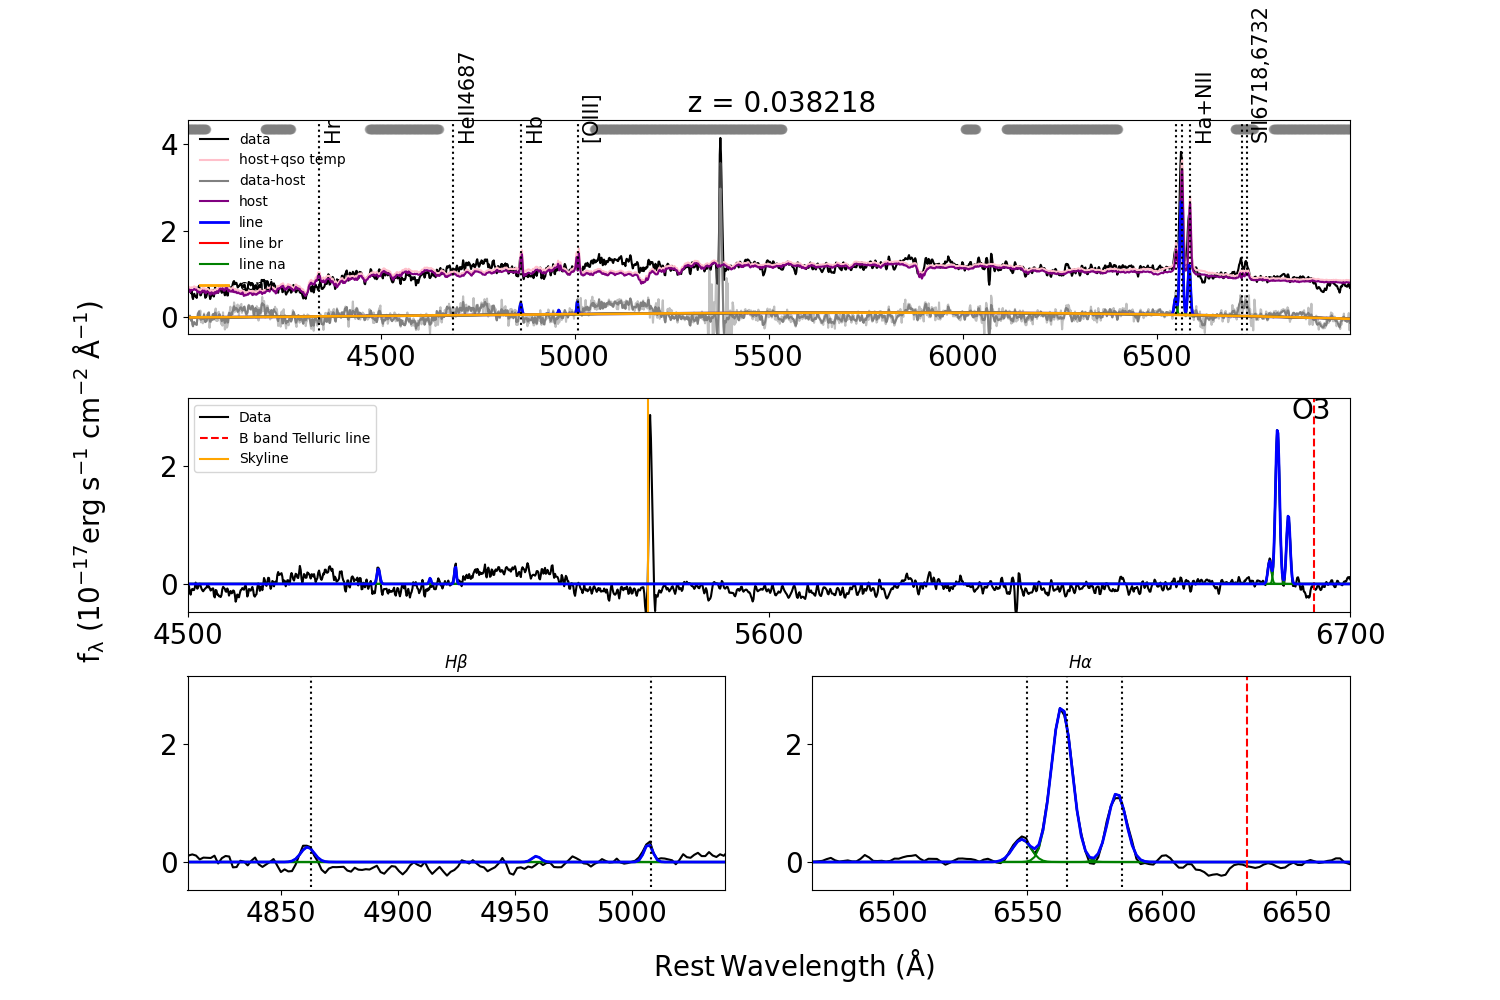 z = 0.038218
Hr
HeII4687
Hb
[OIII]
Ha+NII
SII6718,6732
data
host+qso temp
data-host
host
line
line br
line na
4
2
0
4500 5000 5500 6000 6500
Data
B band Telluric line
Skyline
O3
2
0
4500 5600 6700
fλ (10⁻¹⁷erg s⁻¹ cm⁻² Å⁻¹)
Hβ
2
0
4850 4900 4950 5000
Hα
2
0
6500 6550 6600 6650
Rest Wavelength (Å)